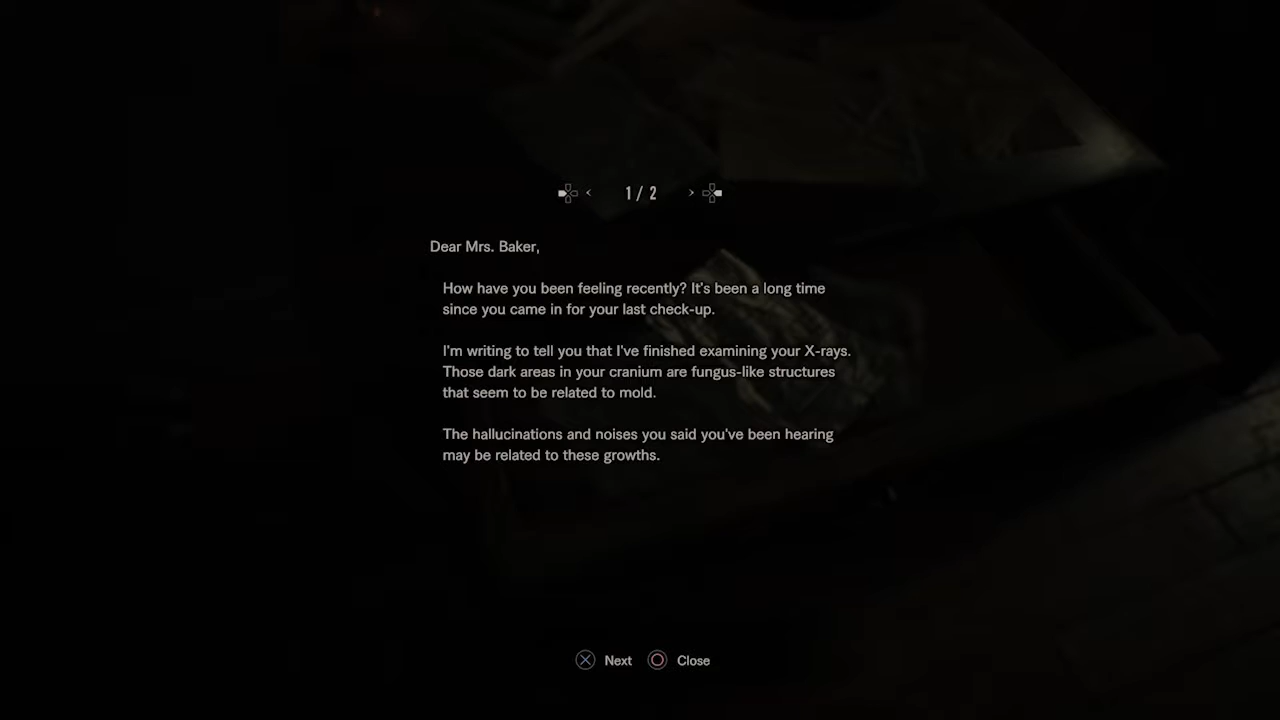 < 1 / 2 >
Dear Mrs. Baker,
How have you been feeling recently? It's been a long time
since you came in for your last check-up.
I'm writing to tell you that I've finished examining your X-rays.
Those dark areas in your cranium are fungus-like structures
that seem to be related to mold.
The hallucinations and noises you said you've been hearing
may be related to these growths.
Next Close